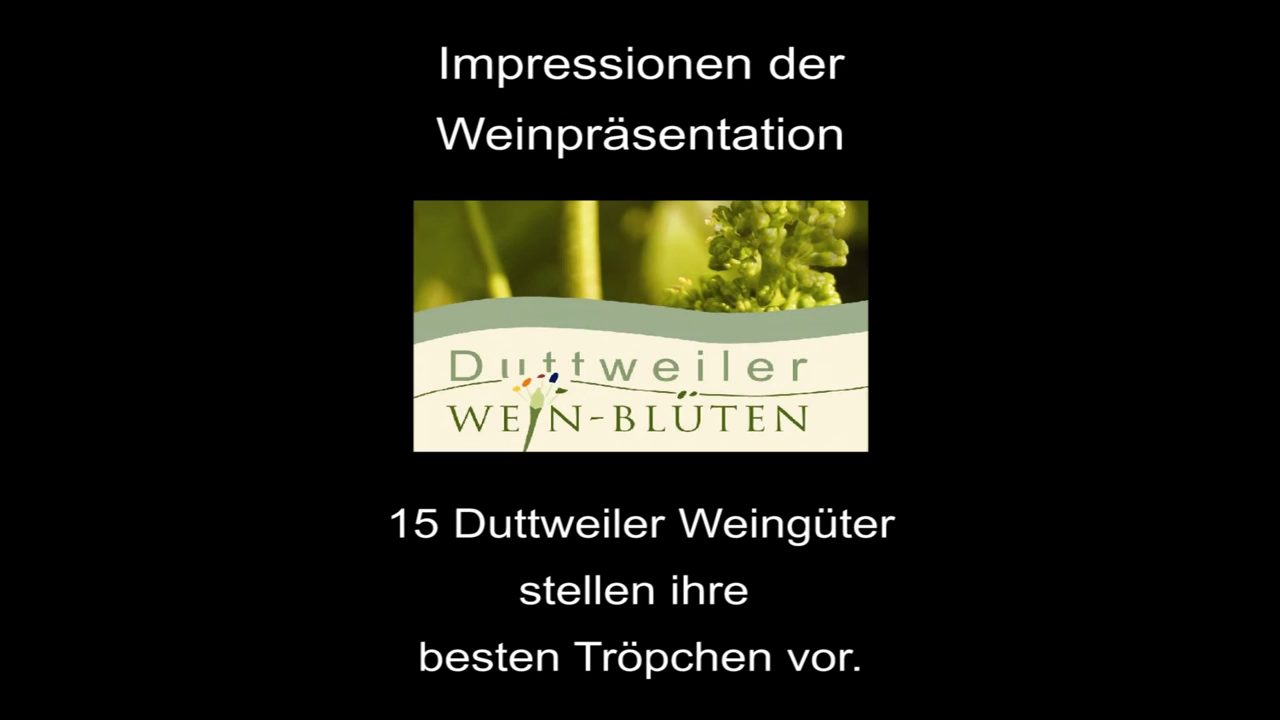 Impressionen der
Weinpräsentation
Duttweiler
WEIN-BLÜTEN
15 Duttweiler Weingüter
stellen ihre
besten Tröpchen vor.